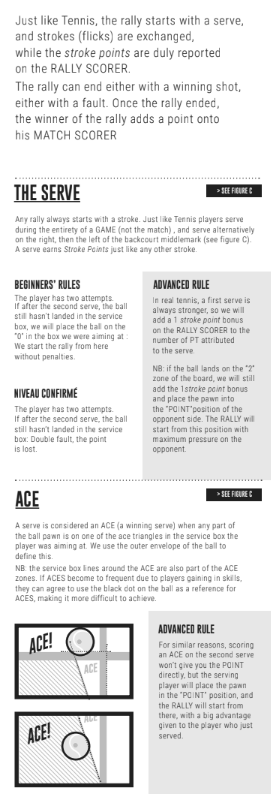 Just like Tennis, the rally starts with a serve,
and strokes (flicks) are exchanged,
while the stroke points are duly reported
on the RALLY SCORER.
The rally can end either with a winning shot,
either with a fault. Once the rally ended,
the winner of the rally adds a point onto
his MATCH SCORER
THE SERVE
> SEE FIGURE C
Any rally always starts with a stroke. Just like Tennis players serve
during the entirety of a GAME (not the match) , and serve alternatively
on the right, then the left of the backcourt middlemark (see figure C).
A serve earns Stroke Points just like any other stroke.
BEGINNERS' RULES
The player has two attempts.
If after the second serve, the ball
still hasn't landed in the service
box, we will place the ball on the
"0" in the box we were aiming at :
We start the rally from here
without penalties.
NIVEAU CONFIRMÉ
The player has two attempts.
If after the second serve, the ball
still hasn't landed in the service
box: Double fault, the point
is lost.
ADVANCED RULE
In real tennis, a first serve is
always stronger, so we will
add a 1 stroke point bonus
on the RALLY SCORER to the
number of PT attributed
to the serve.
NB: if the ball lands on the "2"
zone of the board, we will still
add the 1stroke point bonus
and place the pawn into
the "POINT"position of the
opponent side. The RALLY will
start from this position with
maximum pressure on the
opponent.
ACE
> SEE FIGURE C
A serve is considered an ACE (a winning serve) when any part of
the ball pawn is on one of the ace triangles in the service box the
player was aiming at. We use the outer envelope of the ball to
define this.
NB: the service box lines around the ACE are also part of the ACE
zones. If ACES become to frequent due to players gaining in skills,
they can agree to use the black dot on the ball as a reference for
ACES, making it more difficult to achieve.
ACE!
ACE
ACE!
ACE
ADVANCED RULE
For similar reasons, scoring
an ACE on the second serve
won't give you the POINT
directly, but the serving
player will place the pawn
in the "POINT" position, and
the RALLY will start from
there, with a big advantage
given to the player who just
served.